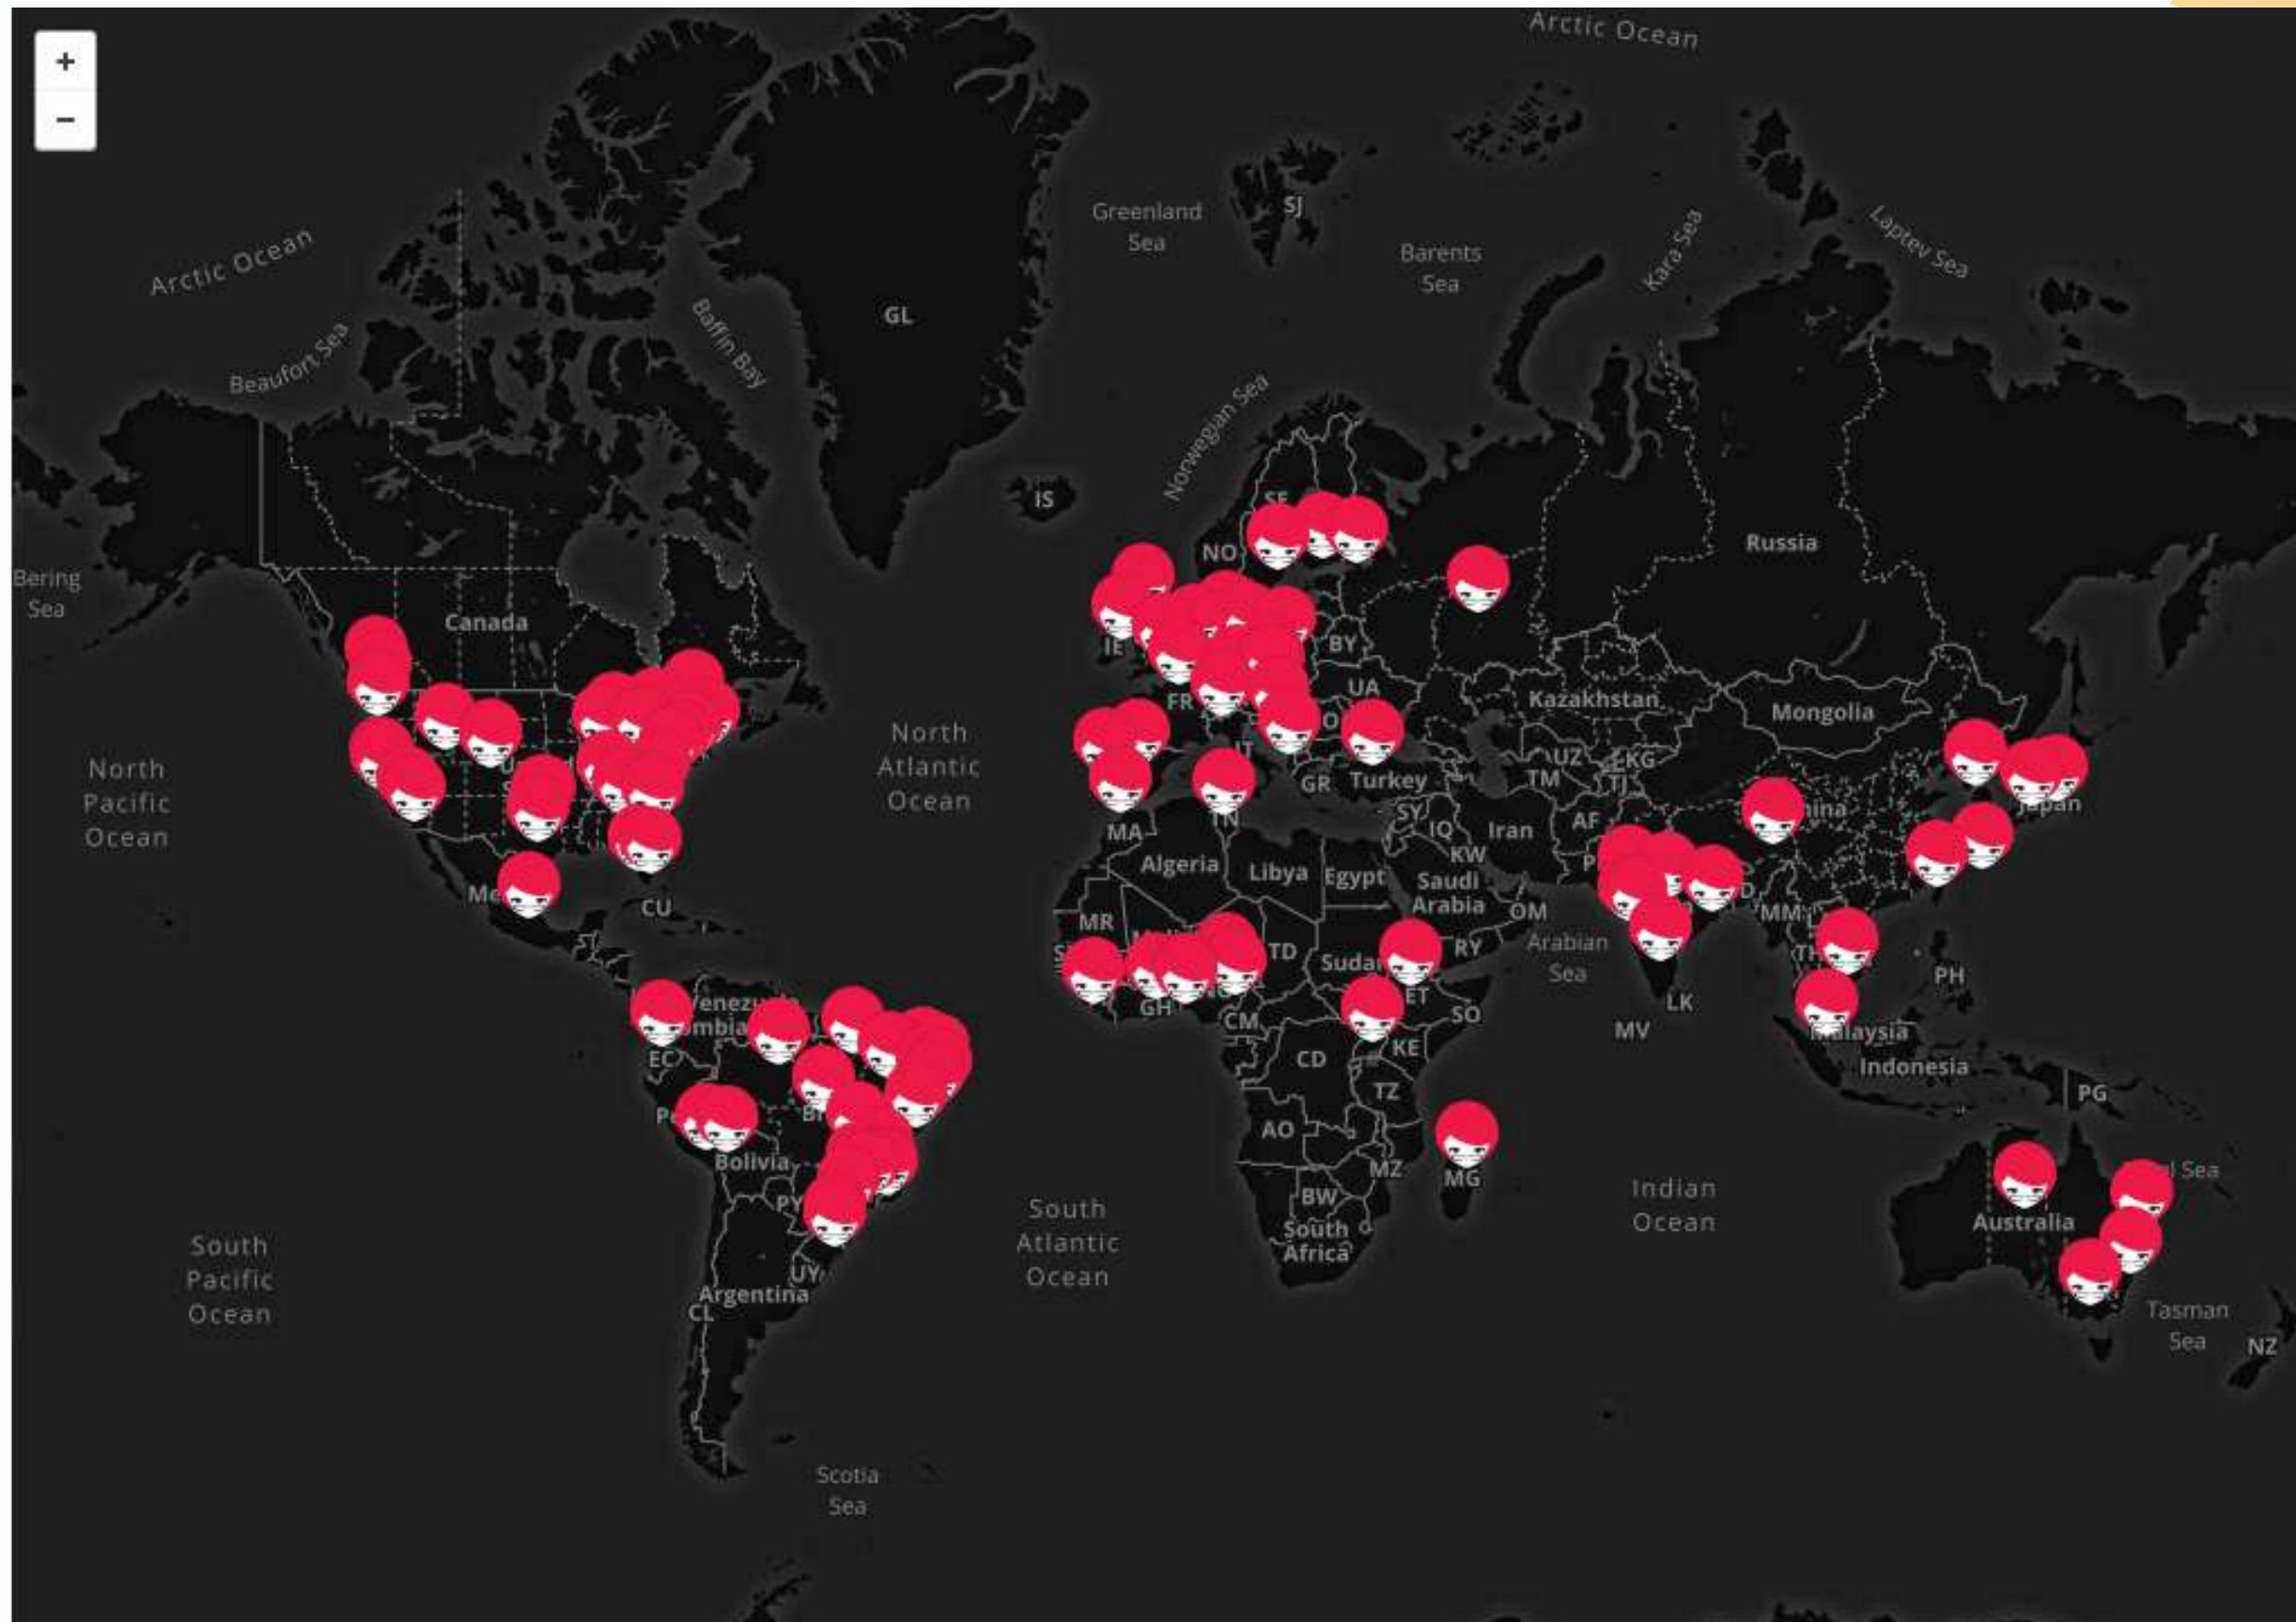 +
−
Arctic Ocean
Arctic Ocean
Beaufort Sea
Baffin Bay
GL
Greenland
Sea
SJ
Barents
Sea
Kara Sea
Laptev Sea
Norwegian Sea
IS
Bering
Sea
Canada
SE
NO
Russia
IE
BY
UA
FR
IT
Kazakhstan
Mongolia
North
Pacific
Ocean
North
Atlantic
Ocean
GR
Turkey
UZ
KG
TM
TJ
SY
IQ
Iran
AF
KW
MA
TN
Algeria
Libya
Egypt
Saudi
Arabia
OM
MM
CU
MR
TD
RY
Arabian
Sea
GH
ET
SO
CM
EC
CD
KE
TZ
LK
MV
PH
Indonesia
PG
AO
Bolivia
PY
MZ
MG
BW
South
Africa
Indian
Ocean
Australia
South
Pacific
Ocean
South
Atlantic
Ocean
UY
Argentina
CL
Tasman
Sea
NZ
Scotia
Sea